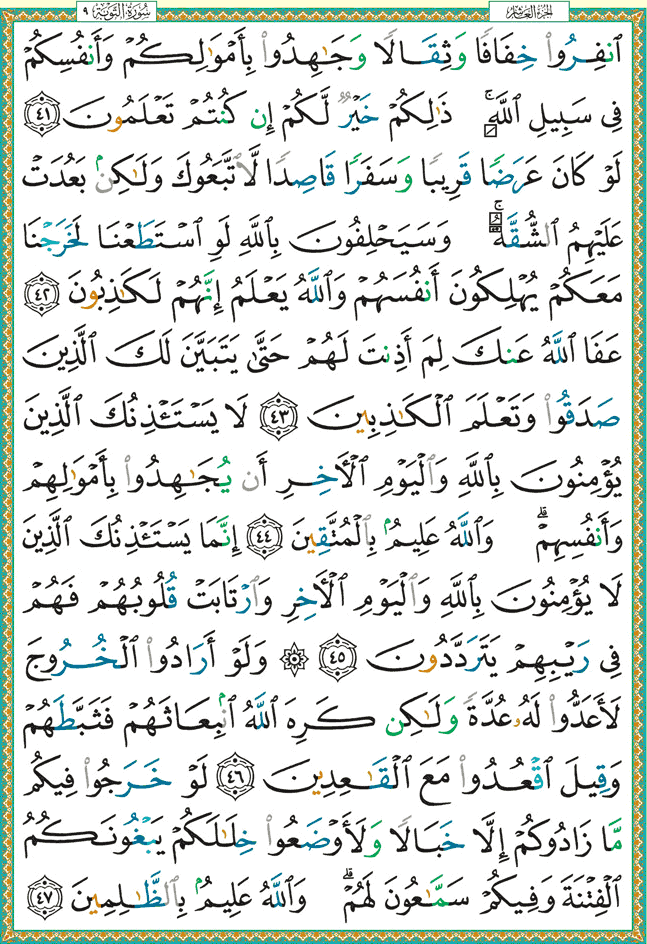 الجزء العاشر
سورة التوبة ٩
ٱنفِرُوا۟ خِفَافًا وَثِقَالًا وَجَـٰهِدُوا۟ بِأَمْوَٰلِكُمْ وَأَنفُسِكُمْ
فِى سَبِيلِ ٱللَّهِ ۚ ذَٰلِكُمْ خَيْرٌ لَّكُمْ إِن كُنتُمْ تَعْلَمُونَ ٤١
لَوْ كَانَ عَرَضًا قَرِيبًا وَسَفَرًا قَاصِدًا لَّٱتَّبَعُوكَ وَلَـٰكِنۢ بَعُدَتْ
عَلَيْهِمُ ٱلشُّقَّةُ ۚ وَسَيَحْلِفُونَ بِٱللَّهِ لَوِ ٱسْتَطَعْنَا لَخَرَجْنَا
مَعَكُمْ يُهْلِكُونَ أَنفُسَهُمْ وَٱللَّهُ يَعْلَمُ إِنَّهُمْ لَكَـٰذِبُونَ ٤٢
عَفَا ٱللَّهُ عَنكَ لِمَ أَذِنتَ لَهُمْ حَتَّىٰ يَتَبَيَّنَ لَكَ ٱلَّذِينَ
صَدَقُوا۟ وَتَعْلَمَ ٱلْكَـٰذِبِينَ ٤٣ لَا يَسْتَـْٔذِنُكَ ٱلَّذِينَ
يُؤْمِنُونَ بِٱللَّهِ وَٱلْيَوْمِ ٱلْـَٔاخِرِ أَن يُجَـٰهِدُوا۟ بِأَمْوَٰلِهِمْ
وَأَنفُسِهِمْ ۗ وَٱللَّهُ عَلِيمٌۢ بِٱلْمُتَّقِينَ ٤٤ إِنَّمَا يَسْتَـْٔذِنُكَ ٱلَّذِينَ
لَا يُؤْمِنُونَ بِٱللَّهِ وَٱلْيَوْمِ ٱلْـَٔاخِرِ وَٱرْتَابَتْ قُلُوبُهُمْ فَهُمْ
فِى رَيْبِهِمْ يَتَرَدَّدُونَ ٤٥ ۞ وَلَوْ أَرَادُوا۟ ٱلْخُرُوجَ
لَأَعَدُّوا۟ لَهُۥ عُدَّةً وَلَـٰكِن كَرِهَ ٱللَّهُ ٱنۢبِعَاثَهُمْ فَثَبَّطَهُمْ
وَقِيلَ ٱقْعُدُوا۟ مَعَ ٱلْقَـٰعِدِينَ ٤٦ لَوْ خَرَجُوا۟ فِيكُم
مَّا زَادُوكُمْ إِلَّا خَبَالًا وَلَأَوْضَعُوا۟ خِلَـٰلَكُمْ يَبْغُونَكُمُ
ٱلْفِتْنَةَ وَفِيكُمْ سَمَّـٰعُونَ لَهُمْ ۗ وَٱللَّهُ عَلِيمٌۢ بِٱلظَّـٰلِمِينَ ٤٧